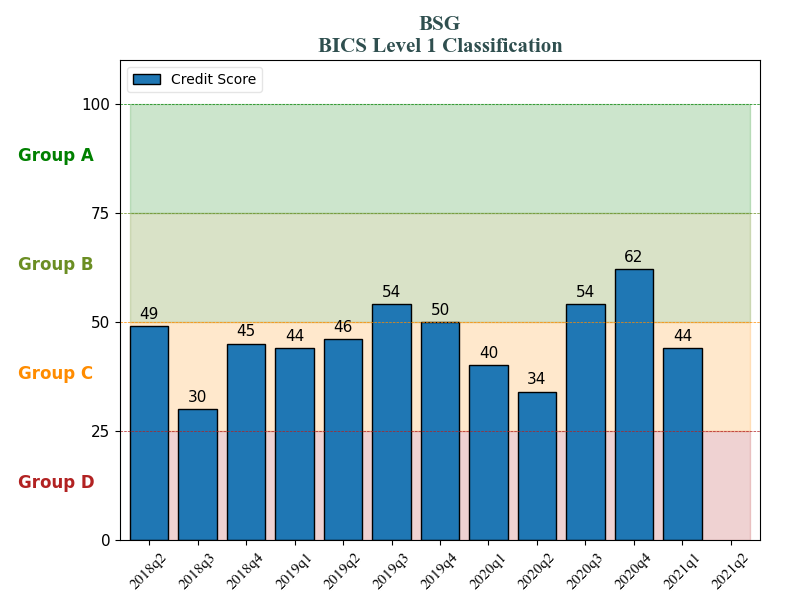 BSG
BICS Level 1 Classification
Credit Score
100
Group A
75
Group B
62
54
54
50
49
50
46
45
44
44
40
Group C
34
30
25
Group D
0
2018q2
2018q3
2018q4
2019q1
2019q2
2019q3
2019q4
2020q1
2020q2
2020q3
2020q4
2021q1
2021q2